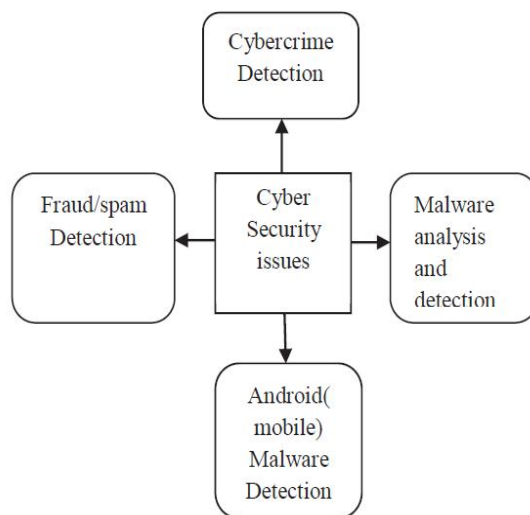 Cybercrime
Detection
Fraud/spam
Detection
Cyber
Security
issues
Malware
analysis
and
detection
Android(
mobile)
Malware
Detection